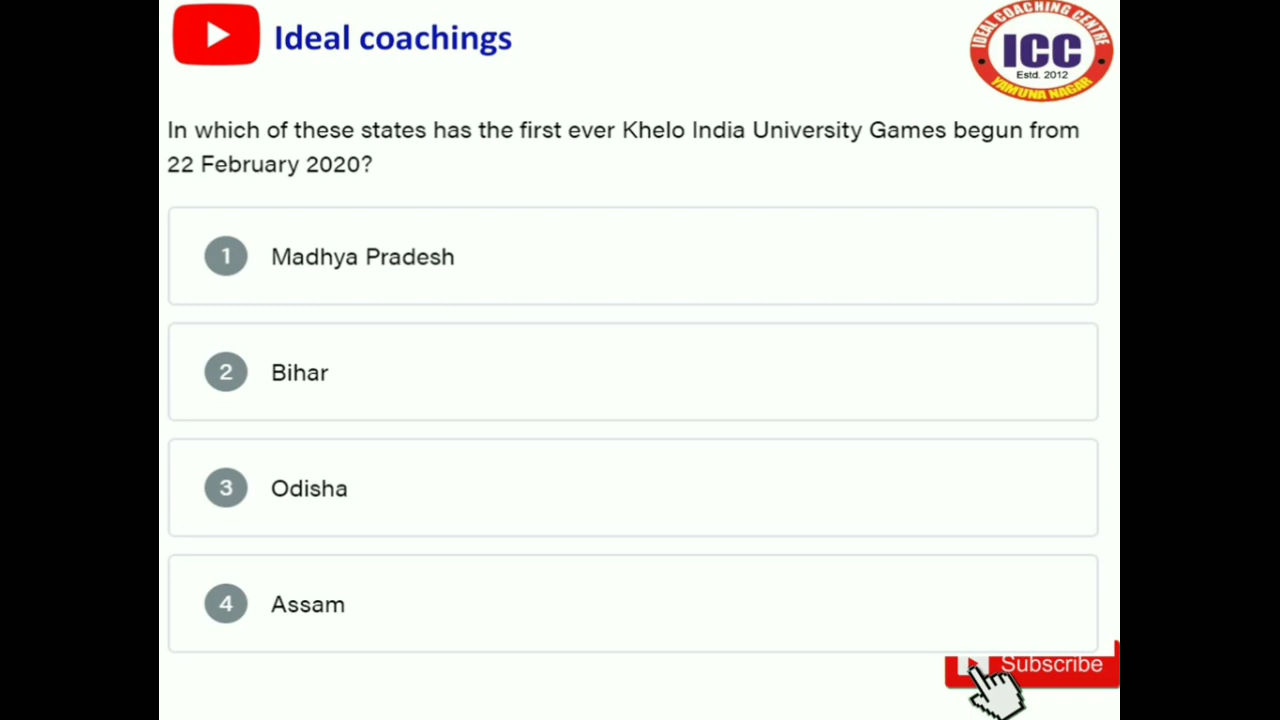 Ideal coachings
IDEAL COACHING CENTRE
ICC
Estd. 2012
YAMUNA NAGAR
In which of these states has the first ever Khelo India University Games begun from
22 February 2020?
1 Madhya Pradesh
2 Bihar
3 Odisha
4 Assam
Subscribe